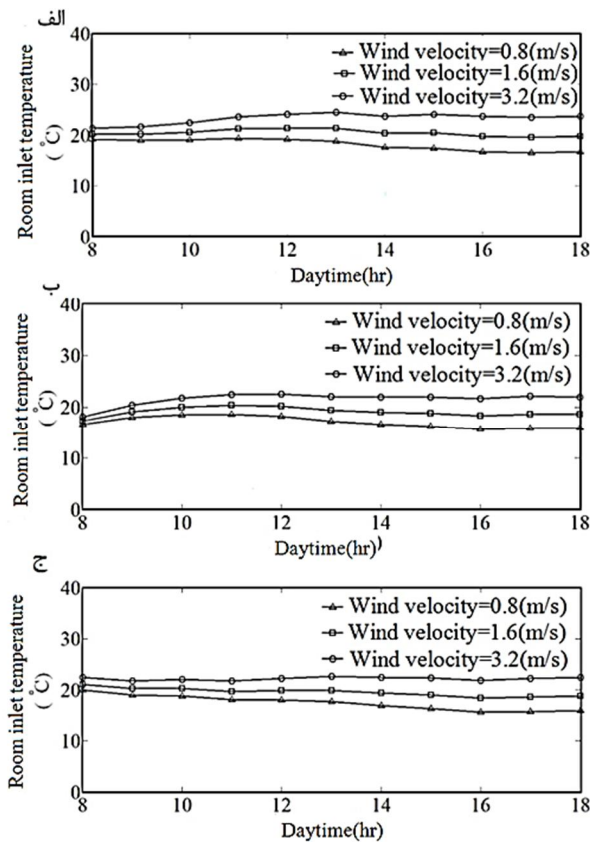 الف
40
Wind velocity=0.8(m/s)
Wind velocity=1.6(m/s)
Wind velocity=3.2(m/s)
30
20
10
0
Room inlet temperature
(°C)
8 10 12 14 16 18
Daytime(hr)
40
Wind velocity=0.8(m/s)
Wind velocity=1.6(m/s)
Wind velocity=3.2(m/s)
30
20
10
0
Room inlet temperature
(°C)
8 10 12 14 16 18
Daytime(hr)
ج
40
Wind velocity=0.8(m/s)
Wind velocity=1.6(m/s)
Wind velocity=3.2(m/s)
30
20
10
0
Room inlet temperature
(°C)
8 10 12 14 16 18
Daytime(hr)